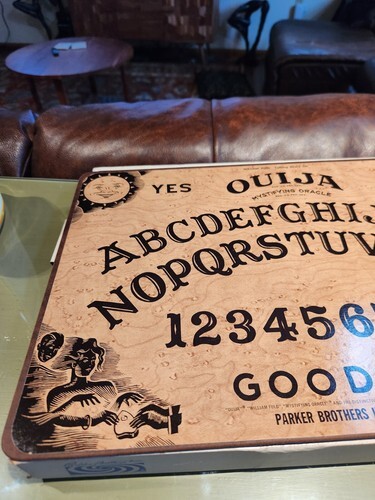 YES
OUIJA
MYSTIFYING ORACLE
ABCDEFGHIJ
NOPQRSTUV
123456
GOOD
PARKER BROTHERS